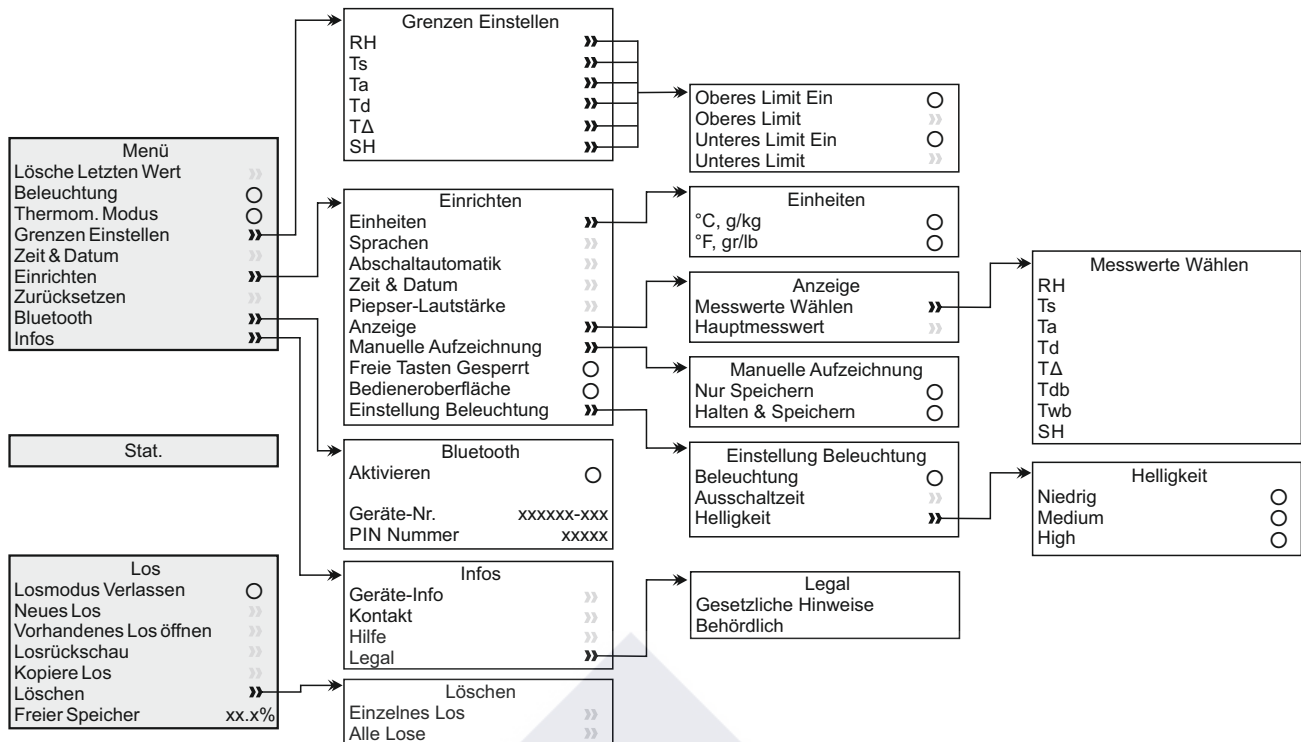 Grenzen Einstellen
RH »
Ts »
Ta »
Td »
TΔ »
SH »
Oberes Limit Ein
Oberes Limit »
Unteres Limit Ein
Unteres Limit »
Menü
Lösche Letzten Wert »
Beleuchtung
Thermom. Modus
Grenzen Einstellen »
Zeit & Datum »
Einrichten »
Zurücksetzen »
Bluetooth »
Infos »
Einrichten
Einheiten »
Sprachen »
Abschaltautomatik »
Zeit & Datum »
Piepser-Lautstärke »
Anzeige »
Manuelle Aufzeichnung »
Freie Tasten Gesperrt
Bedieneroberfläche
Einstellung Beleuchtung »
Einheiten
°C, g/kg
°F, gr/lb
Anzeige
Messwerte Wählen »
Hauptmesswert »
Messwerte Wählen
RH
Ts
Ta
Td
TΔ
Tdb
Twb
SH
Manuelle Aufzeichnung
Nur Speichern
Halten & Speichern
Stat.
Bluetooth
Aktivieren
Geräte-Nr. xxxxxx-xxx
PIN Nummer xxxxx
Einstellung Beleuchtung
Beleuchtung
Ausschaltzeit »
Helligkeit »
Helligkeit
Niedrig
Medium
High
Los
Losmodus Verlassen
Neues Los »
Vorhandenes Los öffnen »
Losrückschau »
Kopiere Los »
Löschen »
Freier Speicher xx.x%
Infos
Geräte-Info »
Kontakt »
Hilfe »
Legal »
Legal
Gesetzliche Hinweise
Behördlich
Löschen
Einzelnes Los »
Alle Lose »